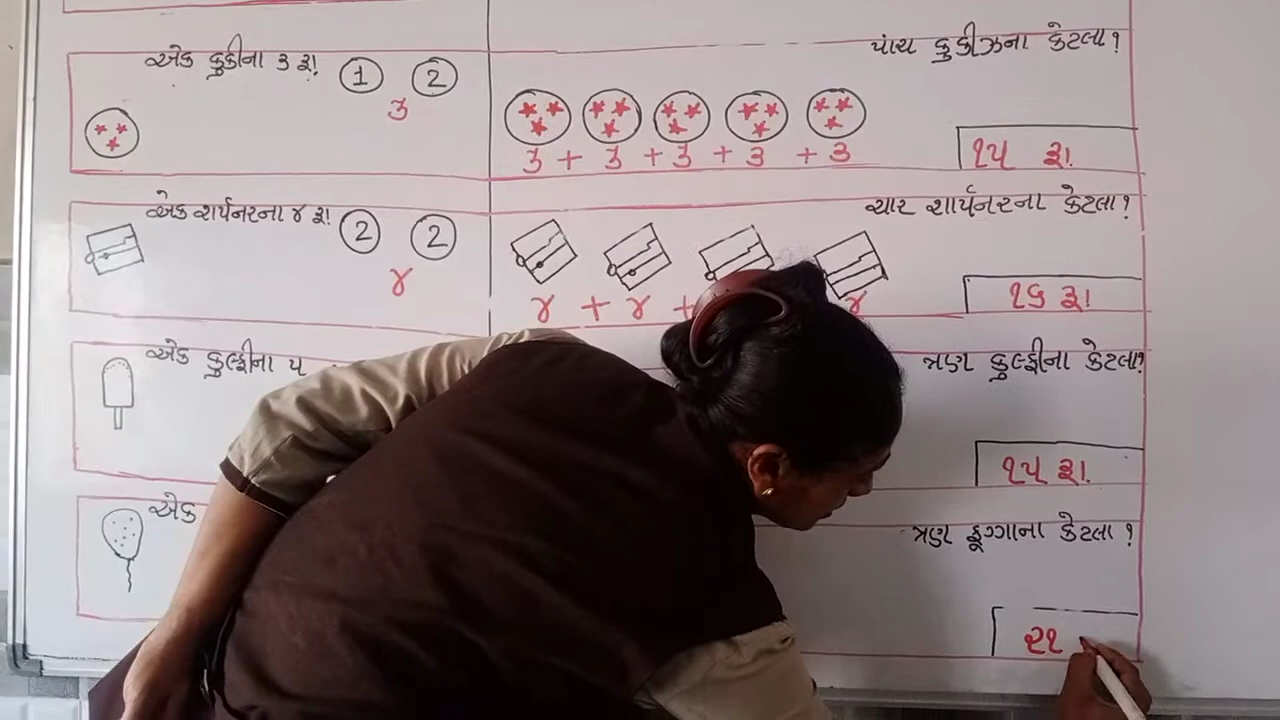 એક કુકીના ૩ રૂ।
1 2
૩
પાંચ કુકીઝના કેટલા ?
૩ + ૩ + ૩ + ૩ + ૩
૧૫ રૂ।.
એક શાર્પનરના ૪ રૂ।
2 2
૪
ચાર શાર્પનરના કેટલા ?
૪ + ૪ + ૪
૧૬ રૂ।
એક કુલ્ફીના ૫
ત્રણ કુલ્ફીના કેટલા?
૧૫ રૂ।.
એક
ત્રણ ફૂગ્ગાના કેટલા ?
૨૧